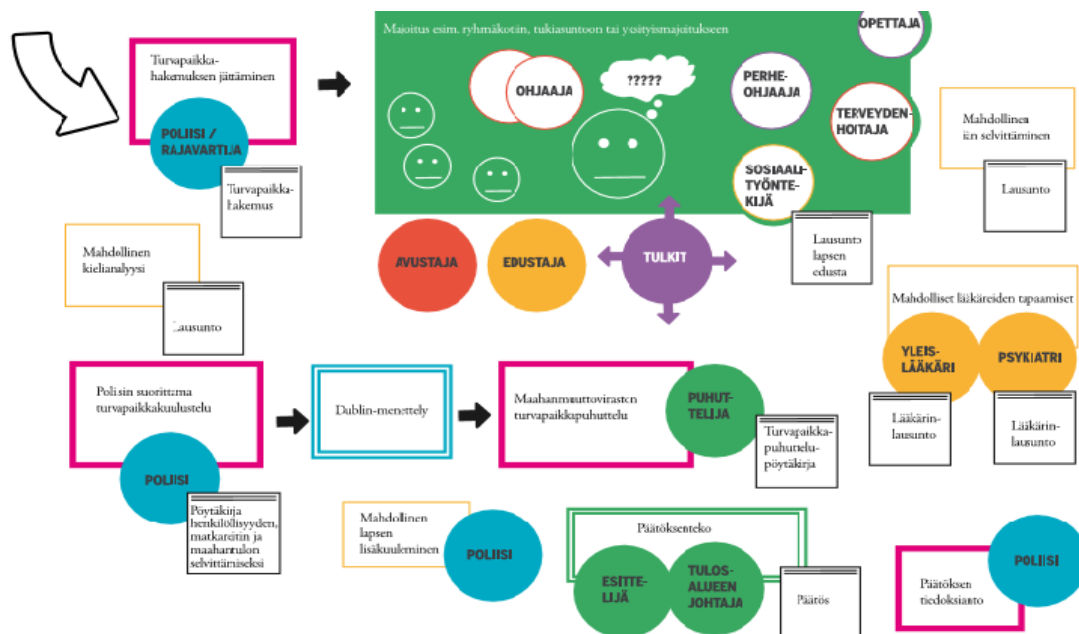 Majoitus esim. ryhmäkotiin, tukiasuntoon tai yksityismajoitukseen
OPETTAJA
Turvapaikka-
hakemuksen jättäminen
POLIISI /
RAJAVARTIJA
Turvapaikka-
hakemus
OHJAAJA
?????
PERHE-
OHJAAJA
TERVEYDEN-
HOITAJA
SOSIAALI-
TYÖNTE-
KIJÄ
Lausunto
lapsen
edusta
Mahdollinen
iän selvittäminen
Lausunto
Mahdollinen
kielianalyysi
Lausunto
AVUSTAJA
EDUSTAJA
TULKIT
Mahdolliset lääkäreiden tapaamiset
YLEIS-
LÄÄKÄRI
PSYKIATRI
Lääkärin-
lausunto
Lääkärin-
lausunto
Poliisin suorittama
turvapaikkakuulustelu
POLIISI
Pöytäkirja
henkilöllisyyden,
matkareitin ja
maahantulon
selvittämiseksi
Dublin-menettely
Maahanmuuttoviraston
turvapaikkapuhuttelu
PUHUT-
TELIJA
Turvapaikka-
puhuttelu-
pöytäkirja
Mahdollinen
lapsen
lisäkuuleminen
POLIISI
Päätöksenteko
ESITTE-
LIJÄ
TULOS-
ALUEEN
JOHTAJA
Päätös
Päätöksen
tiedoksianto
POLIISI